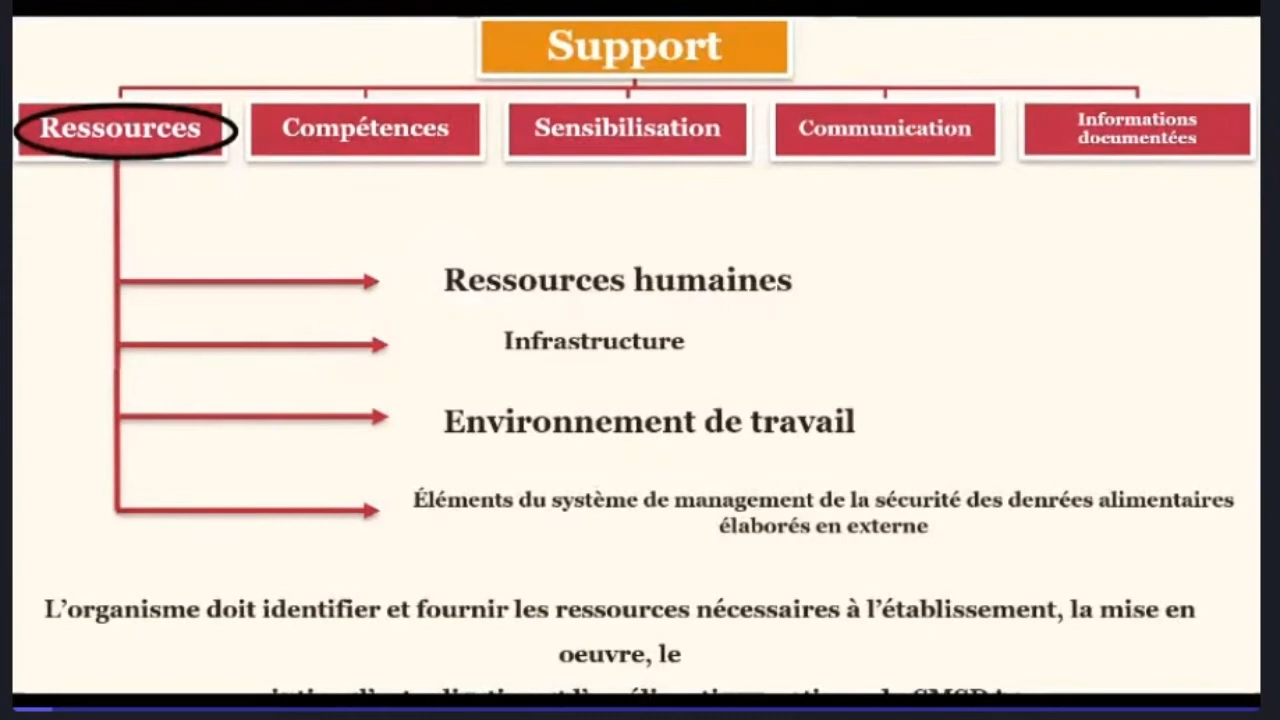 Support
Ressources
Compétences
Sensibilisation
Communication
Informations
documentées
Ressources humaines
Infrastructure
Environnement de travail
Éléments du système de management de la sécurité des denrées alimentaires
élaborés en externe
L’organisme doit identifier et fournir les ressources nécessaires à l’établissement, la mise en
oeuvre, le